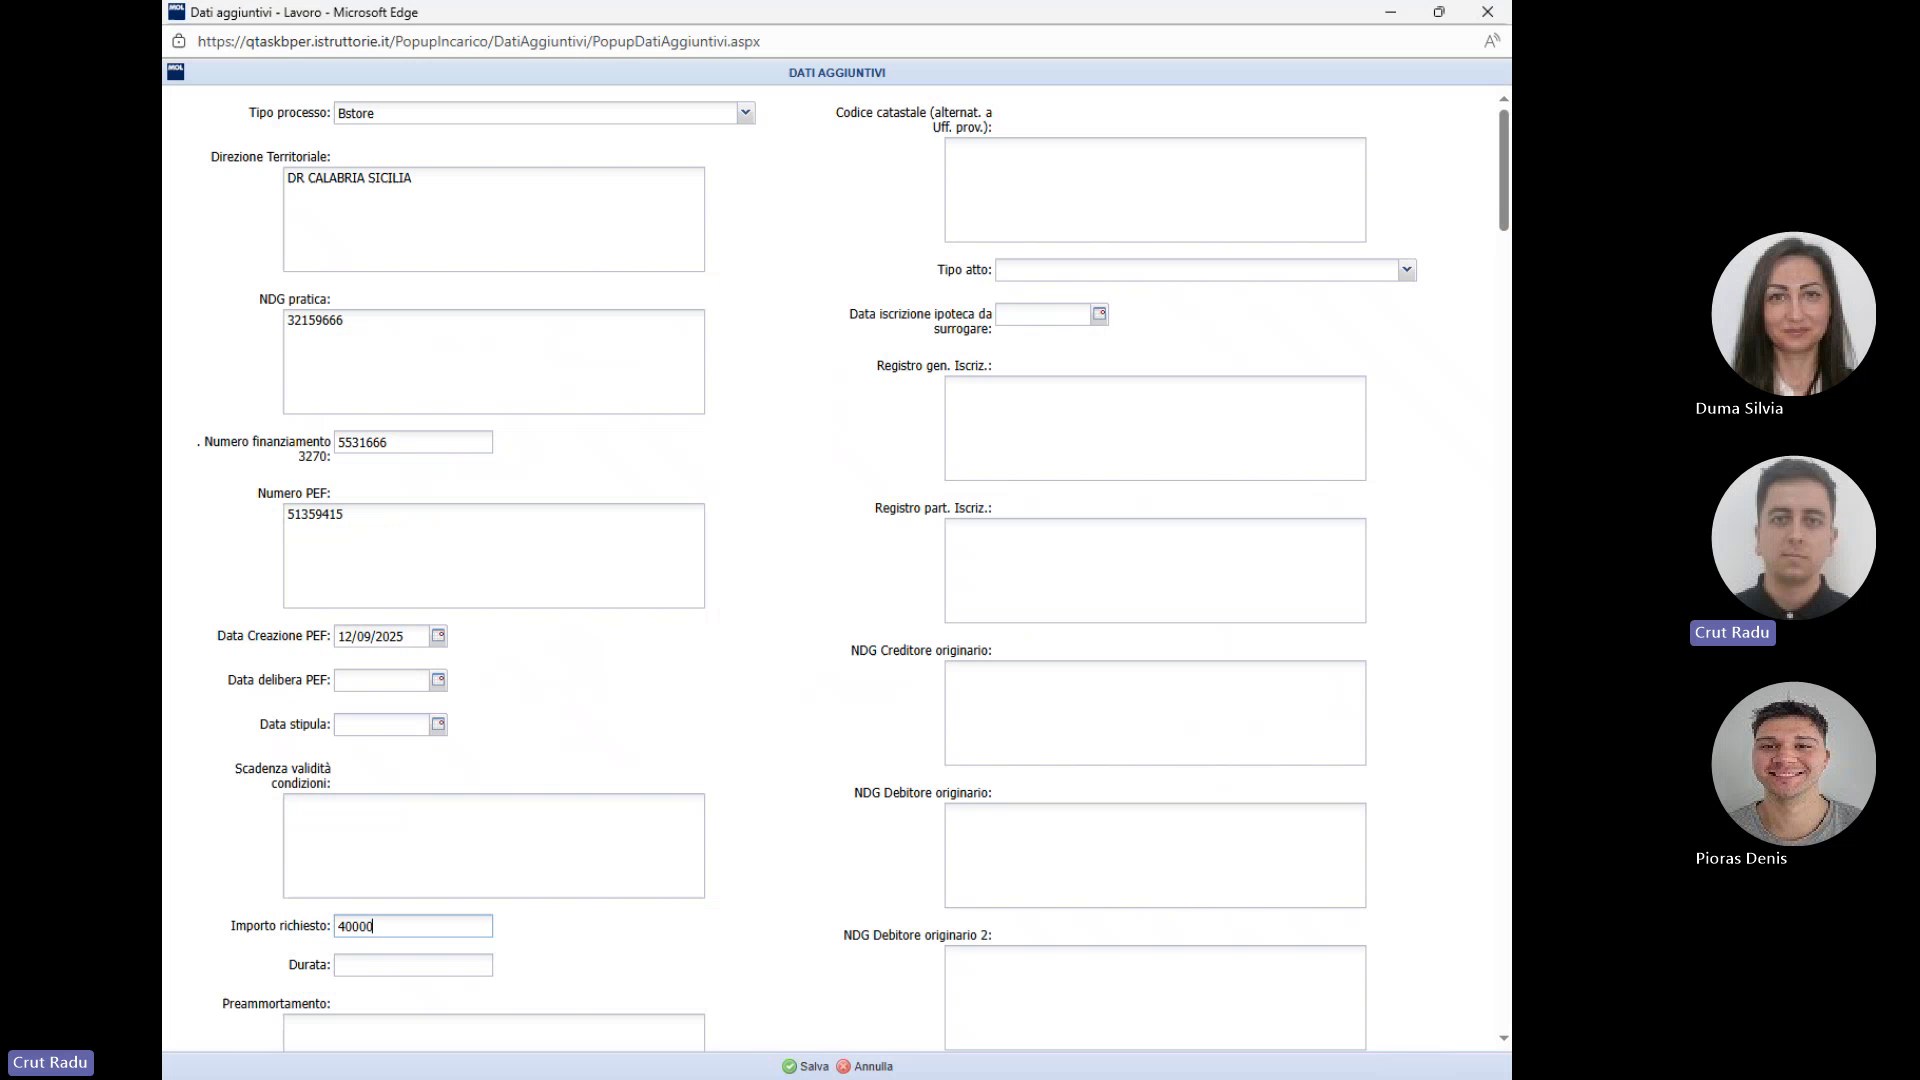 MOL Dati aggiuntivi - Lavoro - Microsoft Edge
https://qtaskbper.istruttorie.it/PopupIncarico/DatiAggiuntivi/PopupDatiAggiuntivi.aspx
MOL DATI AGGIUNTIVI
Tipo processo: Bstore
Direzione Territoriale:
DR CALABRIA SICILIA
NDG pratica:
32159666
. Numero finanziamento
3270:
5531666
Numero PEF:
51359415
Data Creazione PEF: 12/09/2025
Data delibera PEF:
Data stipula:
Scadenza validità
condizioni:
Importo richiesto: 40000
Durata:
Preammortamento:
Codice catastale (alternat. a
Uff. prov.):
Tipo atto:
Data iscrizione ipoteca da
surrogare:
Registro gen. Iscriz.:
Registro part. Iscriz.:
NDG Creditore originario:
NDG Debitore originario:
NDG Debitore originario 2:
Salva Annulla
Duma Silvia
Crut Radu
Pioras Denis
Crut Radu